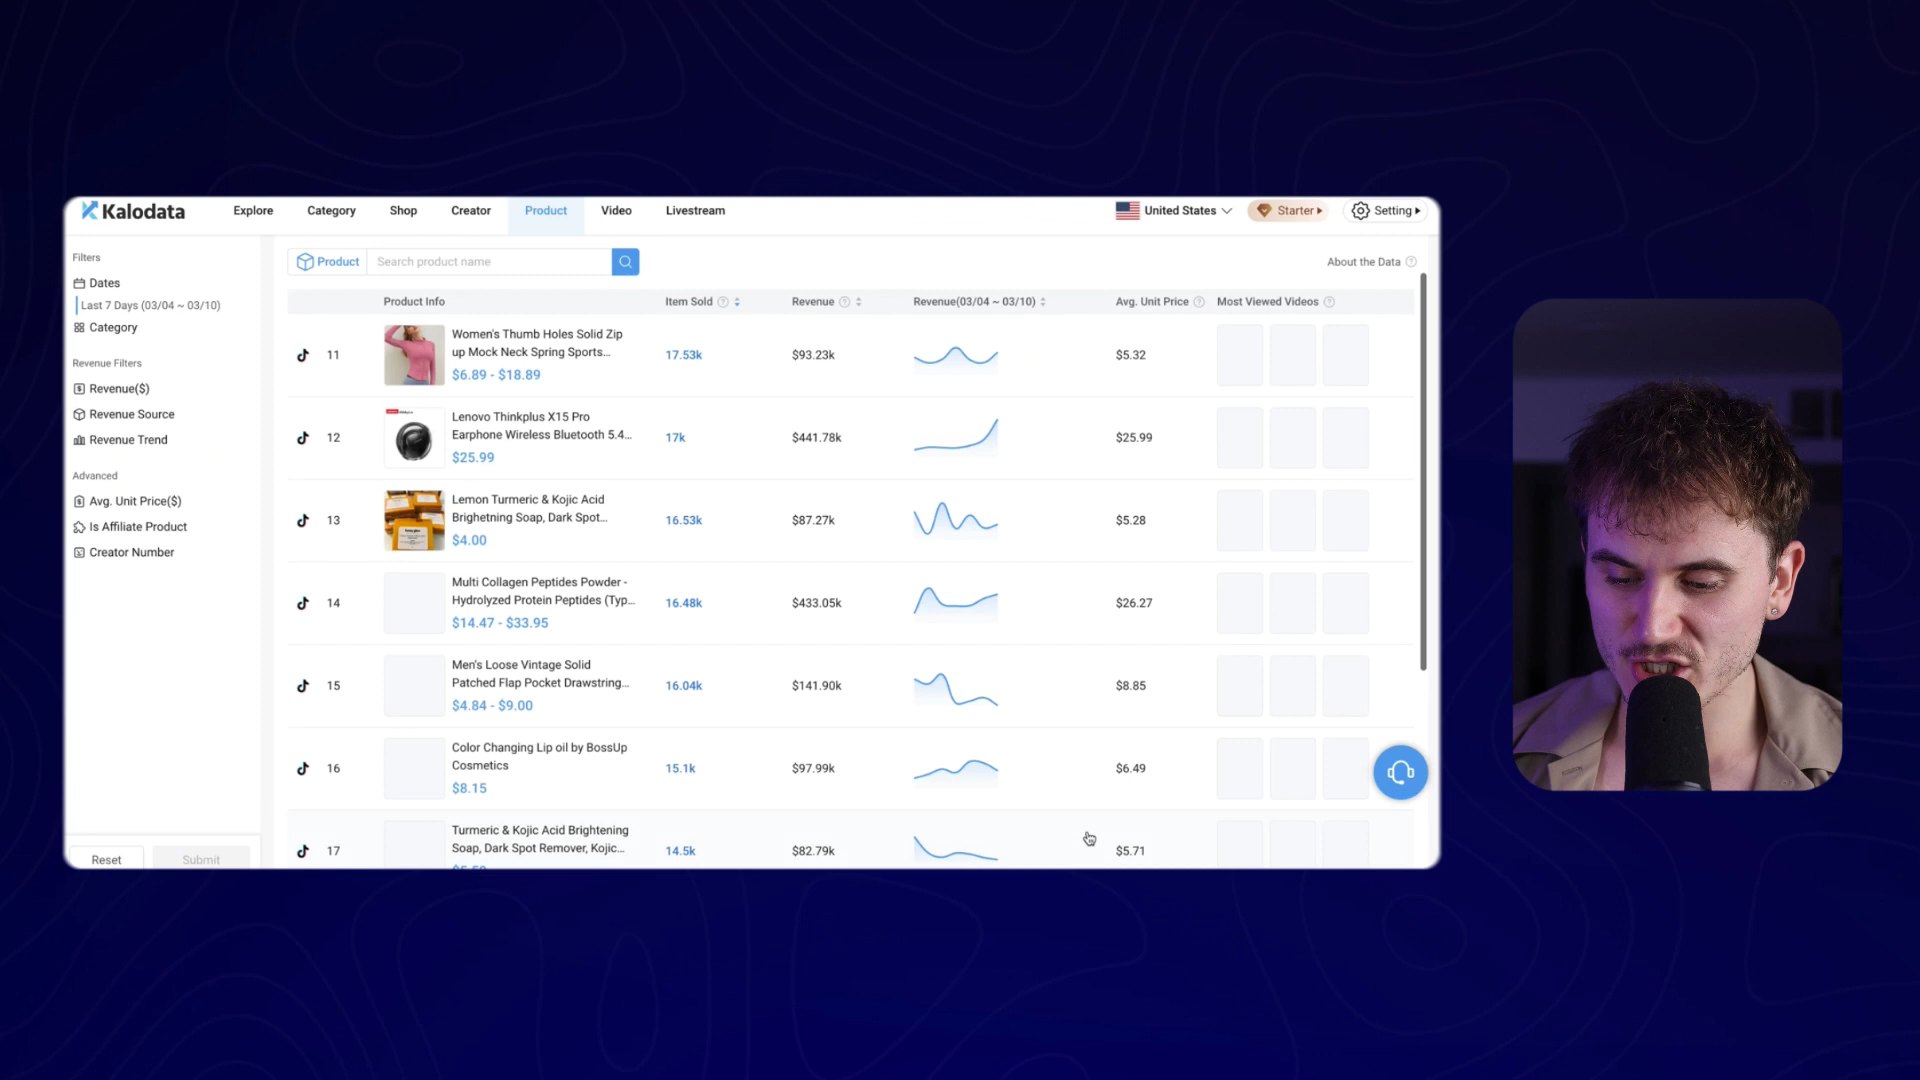 Kalodata
Explore
Category
Shop
Creator
Product
Video
Livestream
United States
Starter
Setting
Filters
Dates
Last 7 Days (03/04 ~ 03/10)
Category
Revenue Filters
Revenue($)
Revenue Source
Revenue Trend
Advanced
Avg. Unit Price($)
Is Affiliate Product
Creator Number
Reset
Submit
Product
Search product name
About the Data
Product Info
Item Sold
Revenue
Revenue(03/04 ~ 03/10)
Avg. Unit Price
Most Viewed Videos
11
Women's Thumb Holes Solid Zip
up Mock Neck Spring Sports...
$6.89 - $18.89
17.53k
$93.23k
$5.32
12
Lenovo Thinkplus X15 Pro
Earphone Wireless Bluetooth 5.4...
$25.99
17k
$441.78k
$25.99
13
Lemon Turmeric & Kojic Acid
Brighetning Soap, Dark Spot...
$4.00
16.53k
$87.27k
$5.28
14
Multi Collagen Peptides Powder -
Hydrolyzed Protein Peptides (Typ...
$14.47 - $33.95
16.48k
$433.05k
$26.27
15
Men's Loose Vintage Solid
Patched Flap Pocket Drawstring...
$4.84 - $9.00
16.04k
$141.90k
$8.85
16
Color Changing Lip oil by BossUp
Cosmetics
$8.15
15.1k
$97.99k
$6.49
17
Turmeric & Kojic Acid Brightening
Soap, Dark Spot Remover, Kojic...
14.5k
$82.79k
$5.71